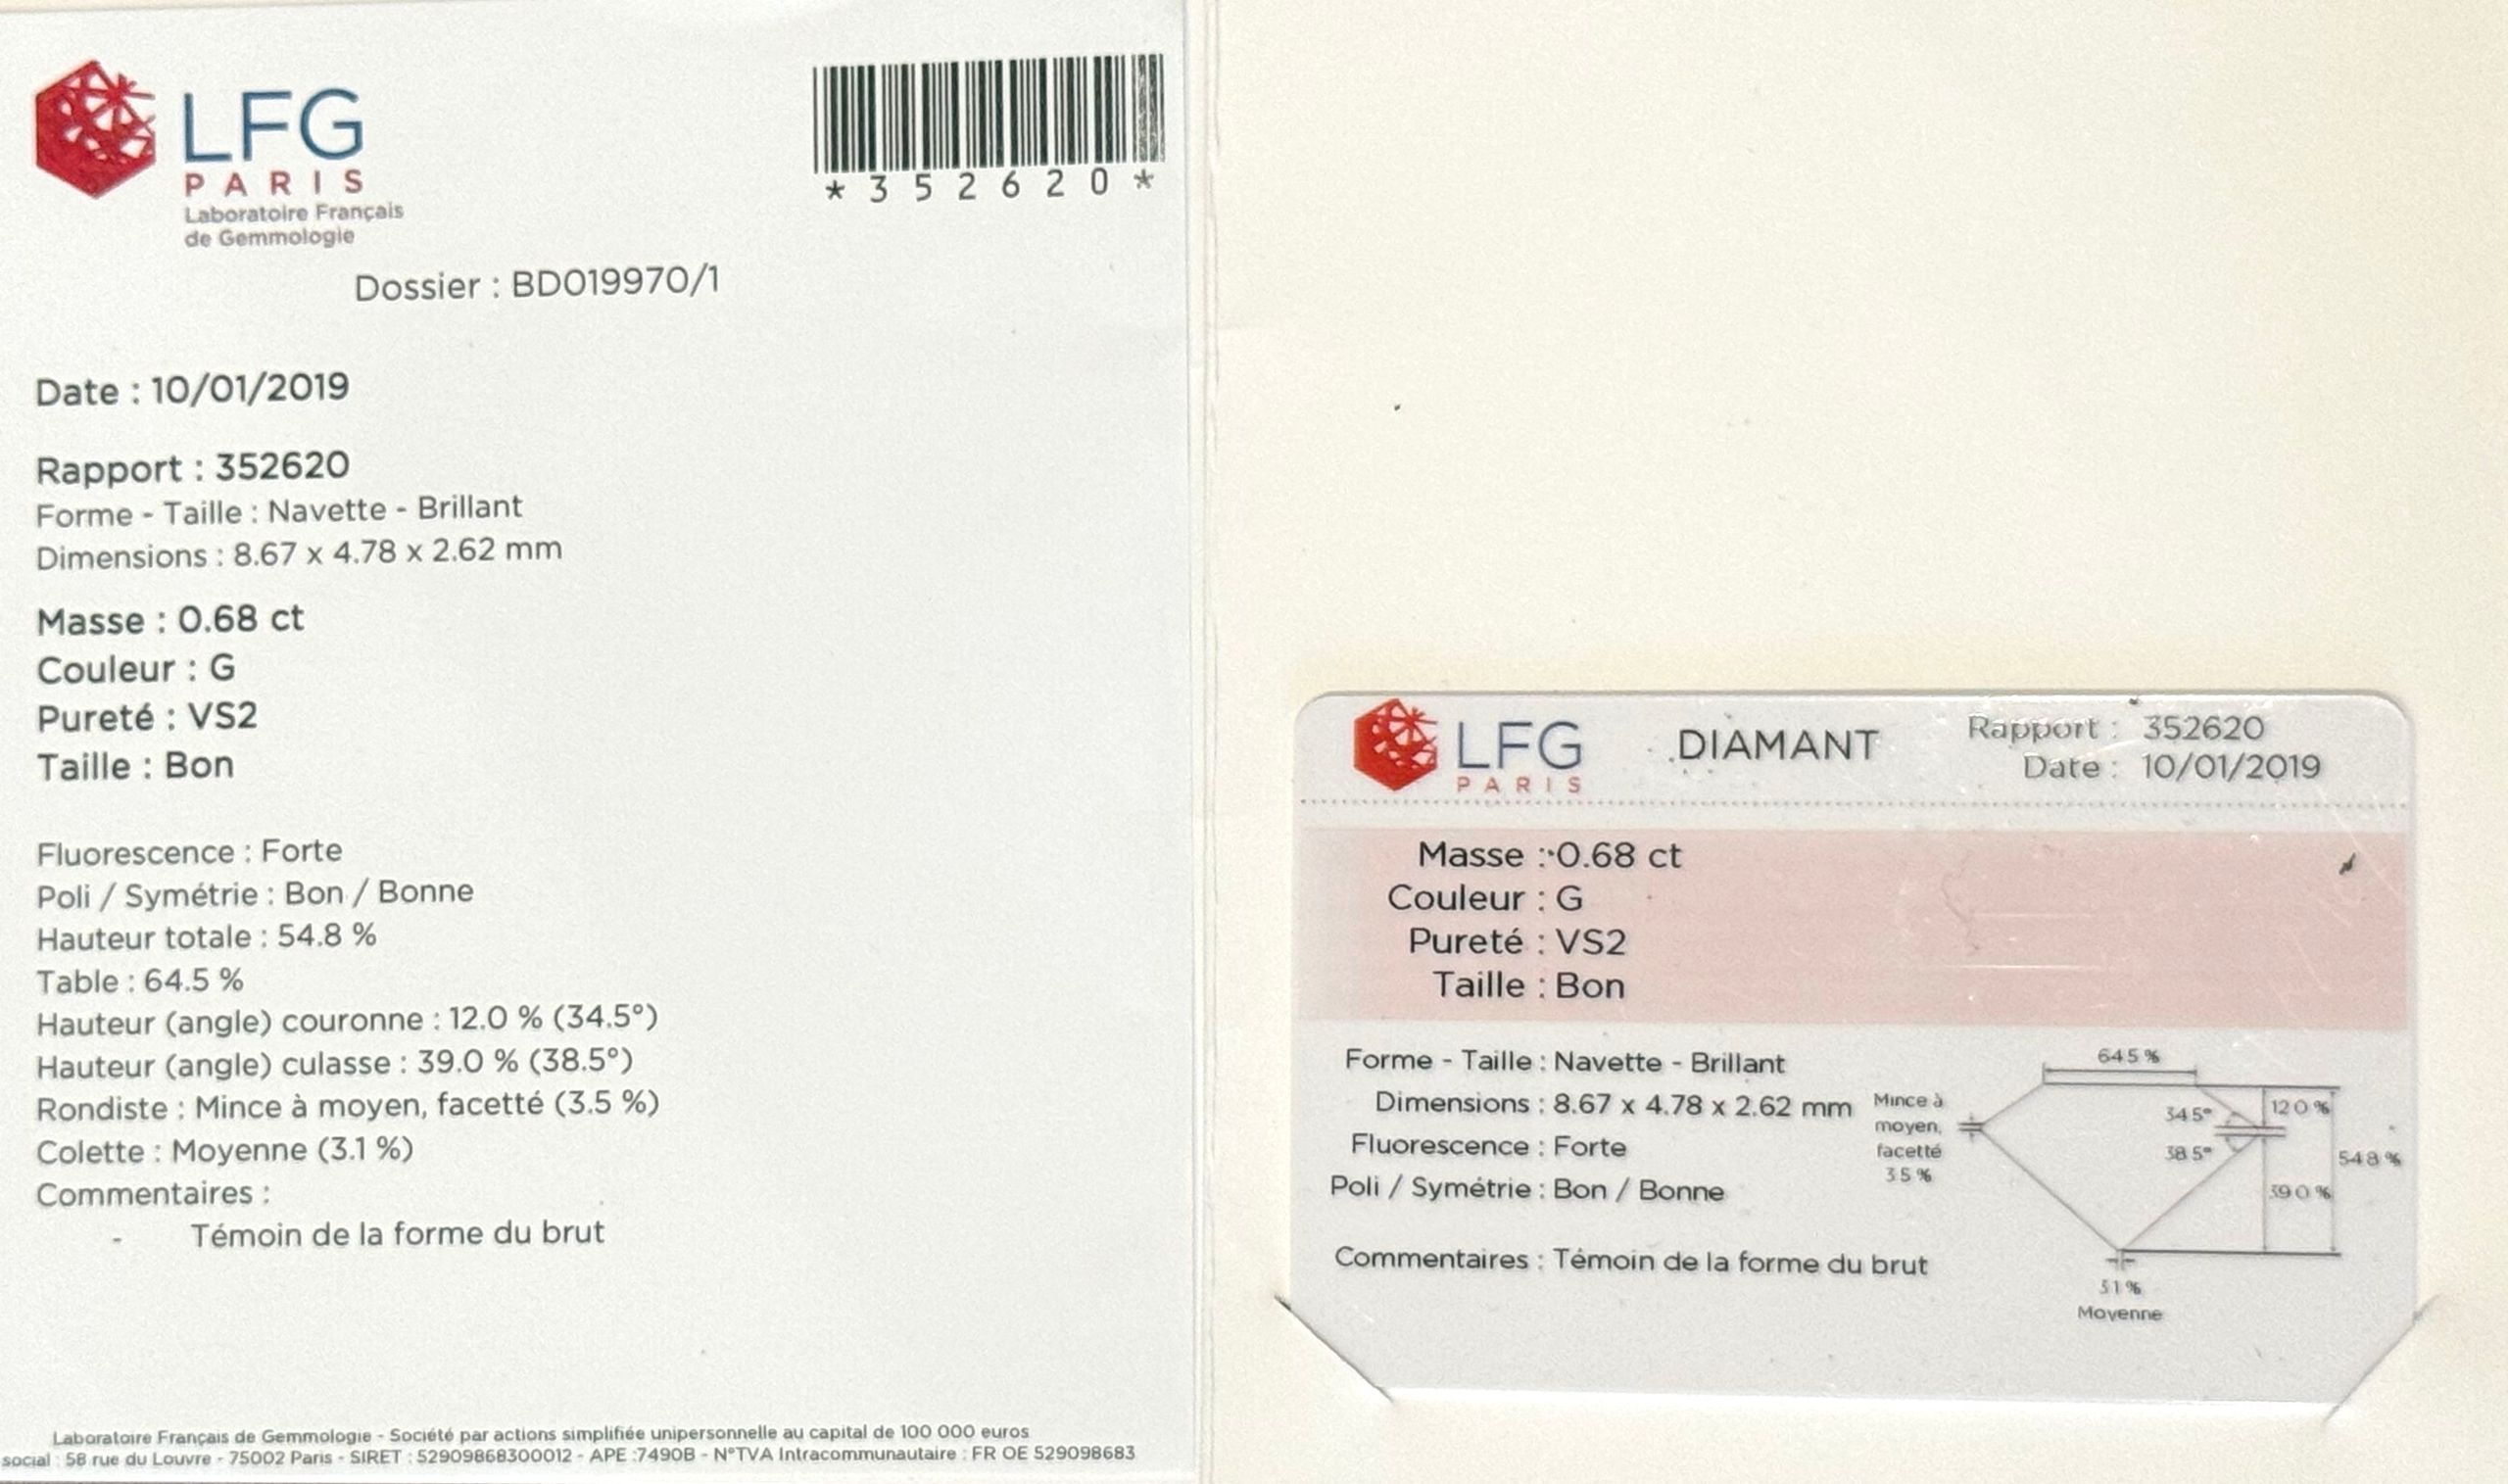 LFG
PARIS
Laboratoire Français
de Gemmologie
*352620*
Dossier : BD019970/1
Date : 10/01/2019
Rapport : 352620
Forme - Taille : Navette - Brillant
Dimensions : 8.67 x 4.78 x 2.62 mm
Masse : 0.68 ct
Couleur : G
Pureté : VS2
Taille : Bon
Fluorescence : Forte
Poli / Symétrie : Bon / Bonne
Hauteur totale : 54.8 %
Table : 64.5 %
Hauteur (angle) couronne : 12.0 % (34.5°)
Hauteur (angle) culasse : 39.0 % (38.5°)
Rondiste : Mince à moyen, facetté (3.5 %)
Colette : Moyenne (3.1 %)
Commentaires :
- Témoin de la forme du brut
Laboratoire Français de Gemmologie - Société par actions simplifiée unipersonnelle au capital de 100 000 euros
social : 58 rue du Louvre - 75002 Paris - SIRET : 52909868300012 - APE :7490B - N°TVA Intracommunautaire : FR OE 529098683
LFG
PARIS
DIAMANT
Rapport : 352620
Date : 10/01/2019
Masse : 0.68 ct
Couleur : G
Pureté : VS2
Taille : Bon
Forme - Taille : Navette - Brillant
Dimensions : 8.67 x 4.78 x 2.62 mm
Fluorescence : Forte
Poli / Symétrie : Bon / Bonne
Commentaires : Témoin de la forme du brut
64.5 %
Mince à
moyen,
facetté
3.5 %
34.5°
12.0 %
38.5°
54.8 %
39.0 %
3.1 %
Moyenne